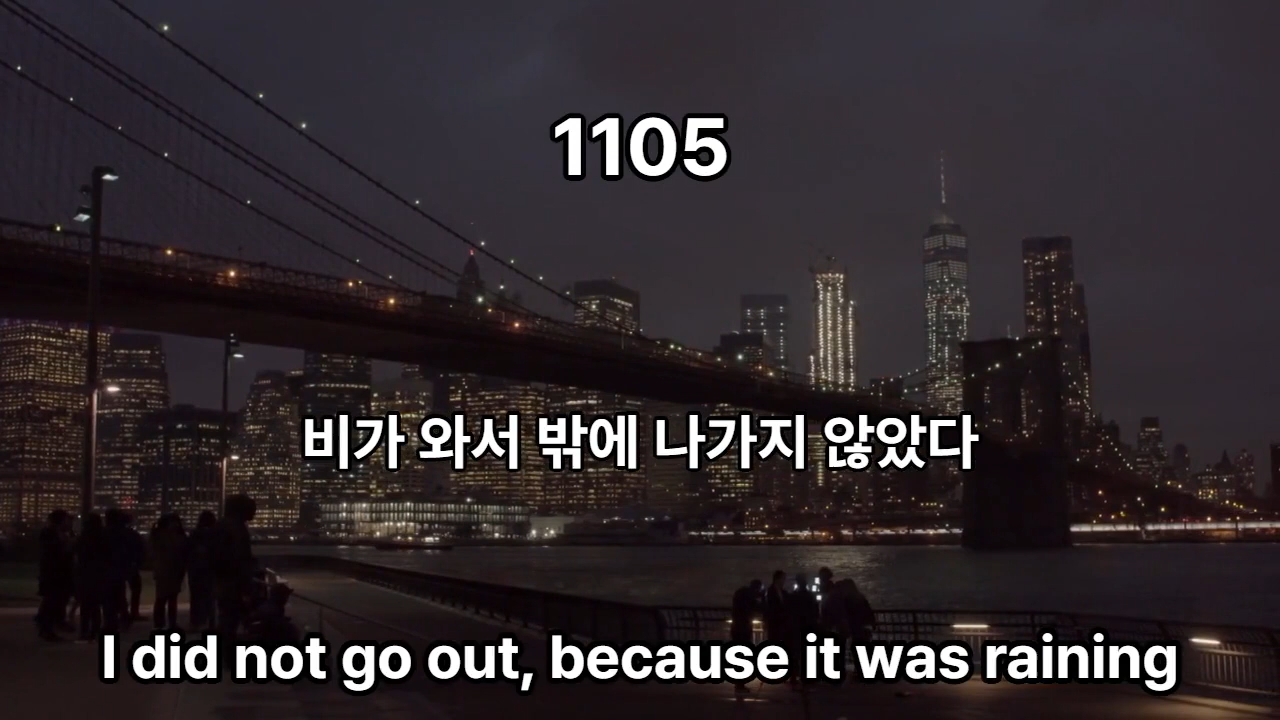 1105
비가 와서 밖에 나가지 않았다
I did not go out, because it was raining